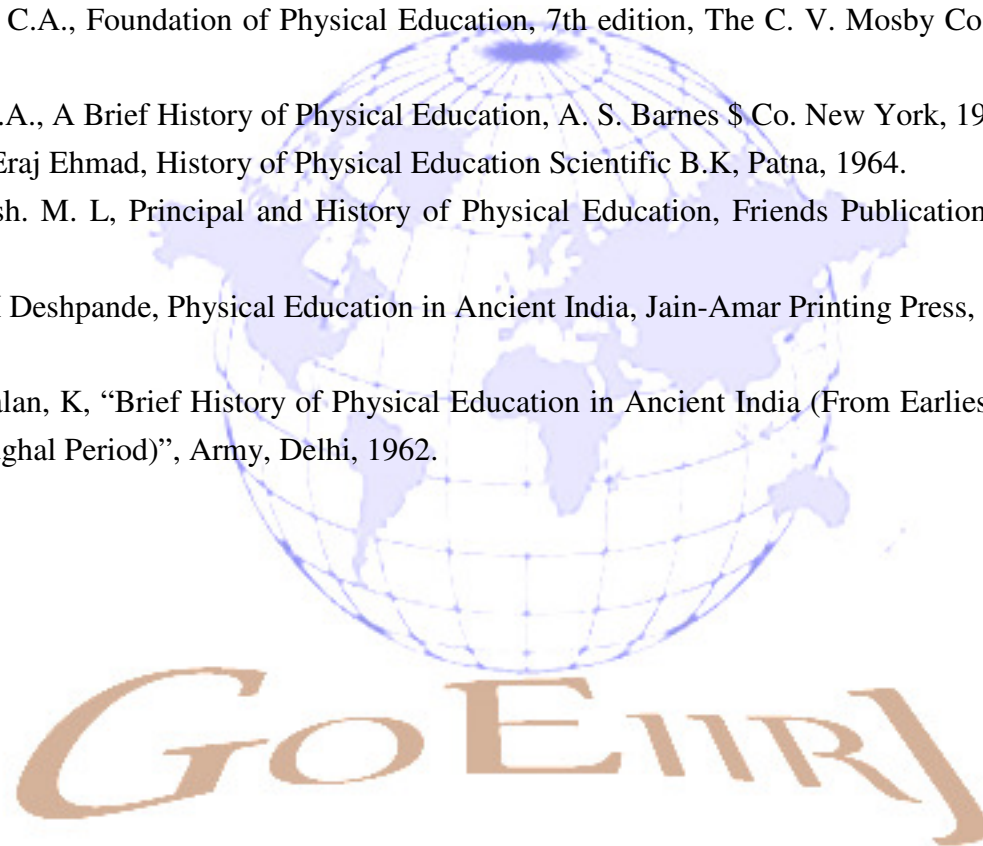 C.A., Foundation of Physical Education, 7th edition, The C. V. Mosby Co
.A., A Brief History of Physical Education, A. S. Barnes $ Co. New York, 19
Eraj Ehmad, History of Physical Education Scientific B.K, Patna, 1964.
sh. M. L, Principal and History of Physical Education, Friends Publication
Deshpande, Physical Education in Ancient India, Jain-Amar Printing Press,
alan, K, “Brief History of Physical Education in Ancient India (From Earlies
ghal Period)”, Army, Delhi, 1962.
GOEIIRJ